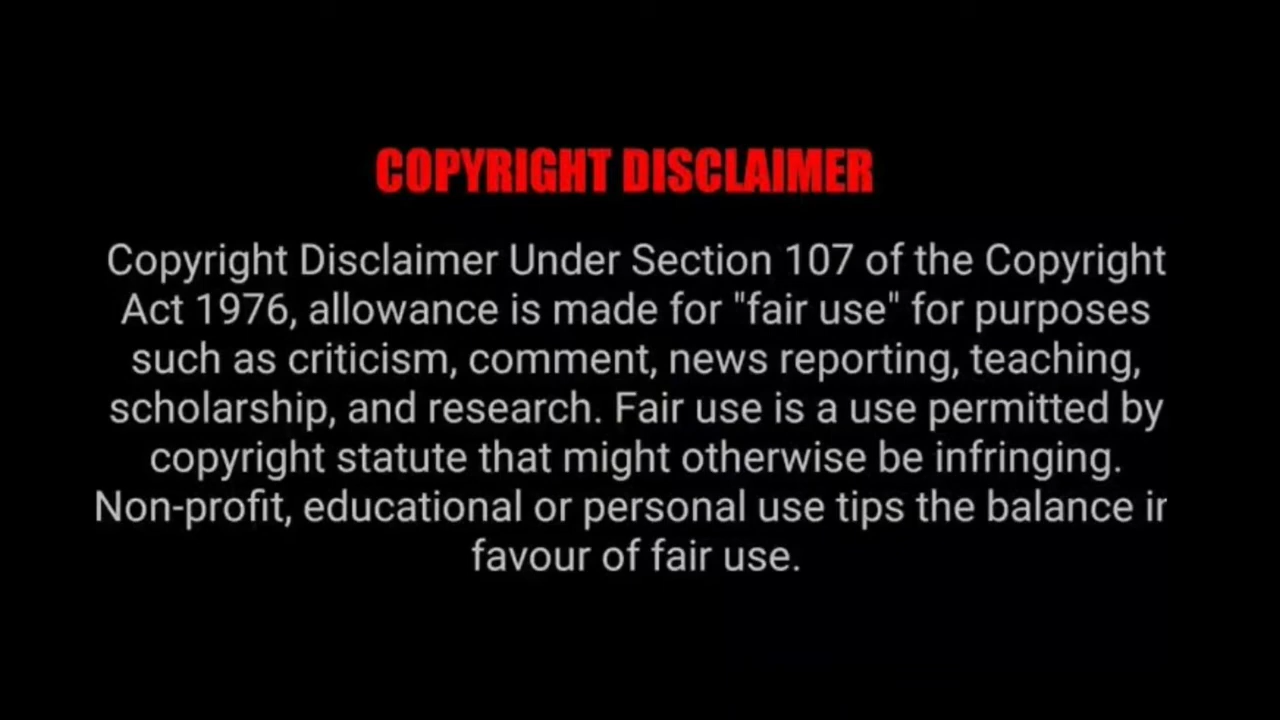 COPYRIGHT DISCLAIMER
Copyright Disclaimer Under Section 107 of the Copyright
Act 1976, allowance is made for "fair use" for purposes
such as criticism, comment, news reporting, teaching,
scholarship, and research. Fair use is a use permitted by
copyright statute that might otherwise be infringing.
Non-profit, educational or personal use tips the balance in
favour of fair use.